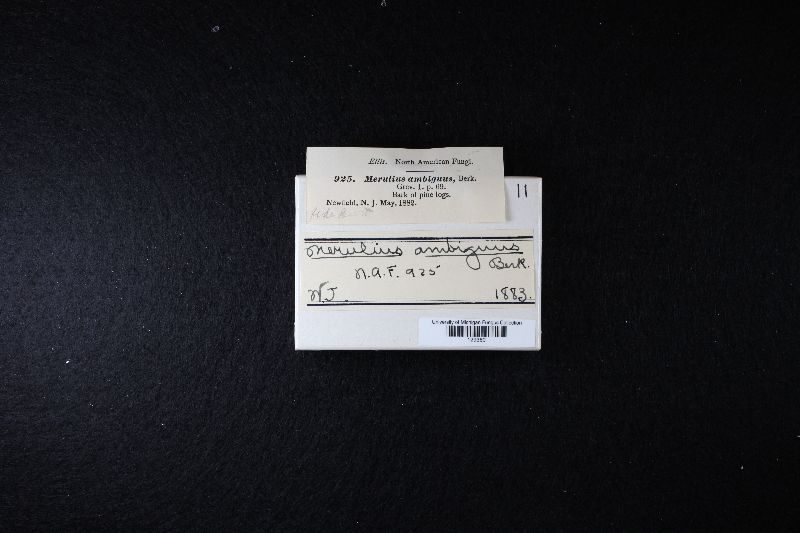 Ellis. North American Fungi.
925. Merulius ambiguus, Berk.
Grev. 1. p. 69.
Bark of pine logs.
Newfield, N. J. May, 1882.
11
Merulius ambiguus
Berk.
N.A.F. 925
N.J. 1883.
University of Michigan Fungus Collection